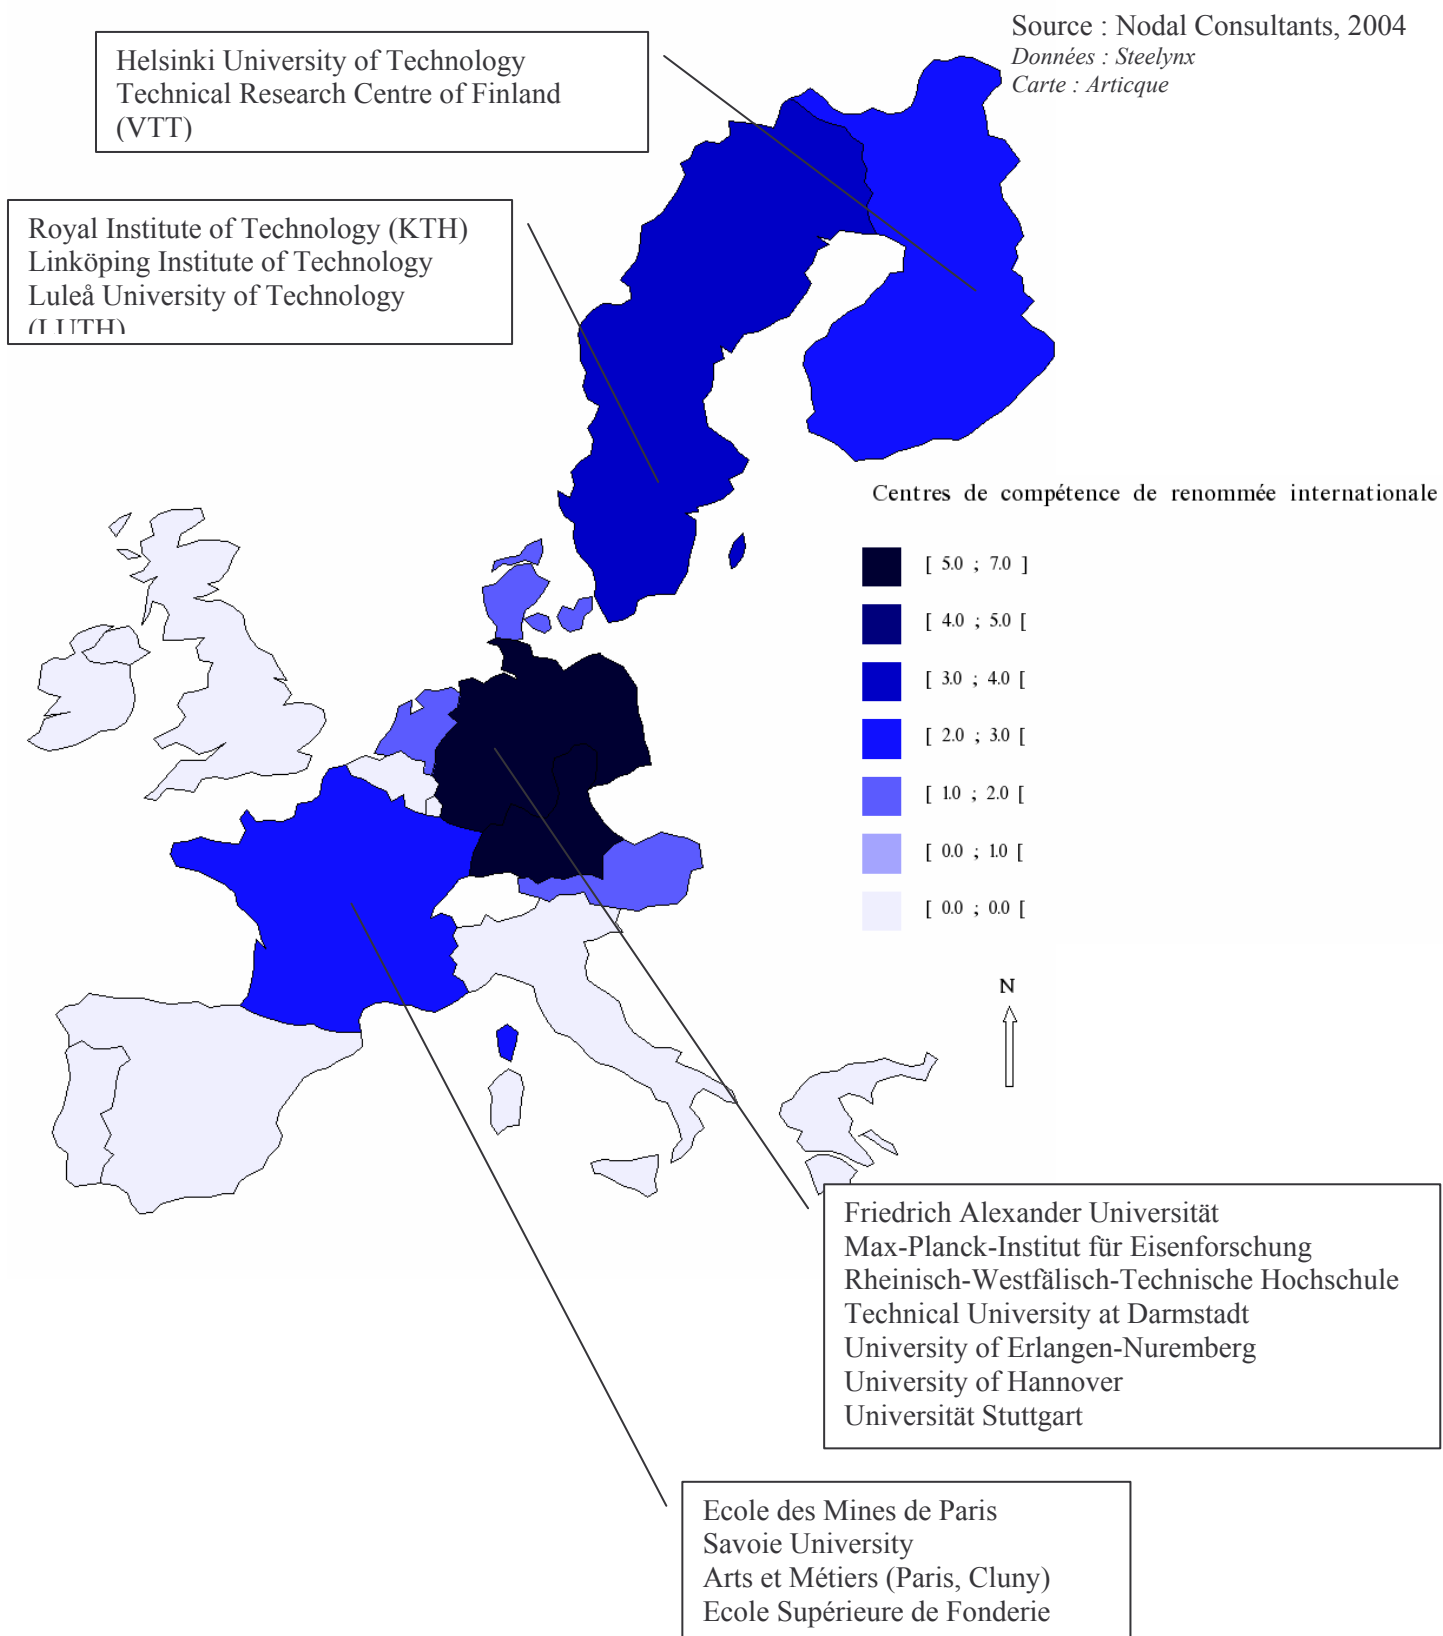 Source : Nodal Consultants, 2004
Données : Steelynx
Carte : Articque
Helsinki University of Technology
Technical Research Centre of Finland
(VTT)
Royal Institute of Technology (KTH)
Linköping Institute of Technology
Luleå University of Technology
(LUTH)
Centres de compétence de renommée internationale
[ 5.0 ; 7.0 ]
[ 4.0 ; 5.0 [
[ 3.0 ; 4.0 [
[ 2.0 ; 3.0 [
[ 1.0 ; 2.0 [
[ 0.0 ; 1.0 [
[ 0.0 ; 0.0 [
N
Friedrich Alexander Universität
Max-Planck-Institut für Eisenforschung
Rheinisch-Westfälisch-Technische Hochschule
Technical University at Darmstadt
University of Erlangen-Nuremberg
University of Hannover
Universität Stuttgart
Ecole des Mines de Paris
Savoie University
Arts et Métiers (Paris, Cluny)
Ecole Supérieure de Fonderie